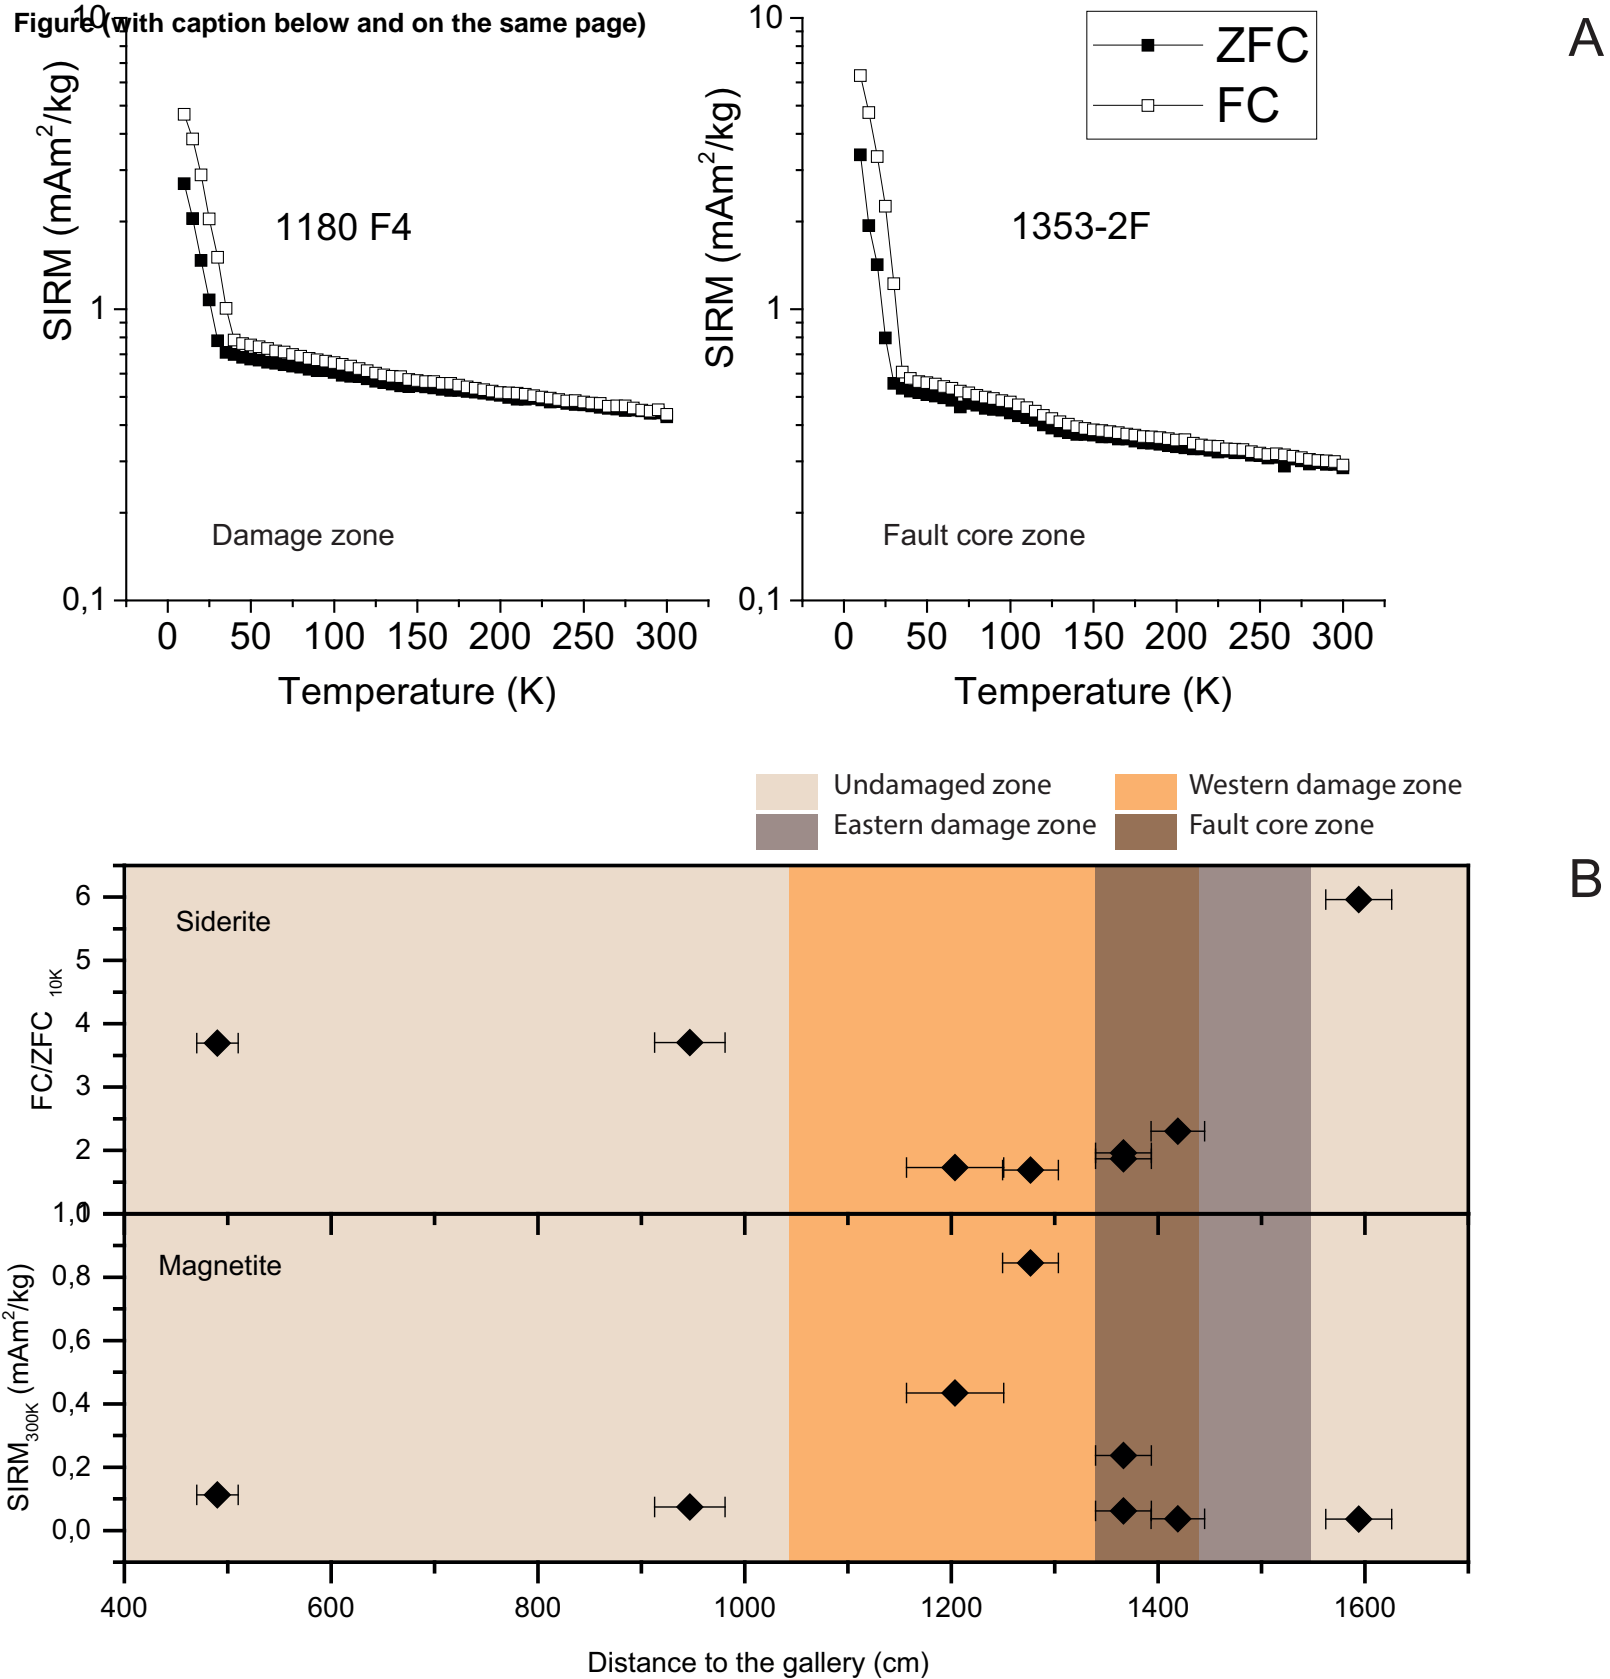 Figure (with caption below and on the same page)
A
10
1
0,1
SIRM (mAm²/kg)
1180 F4
Damage zone
0 50 100 150 200 250 300
Temperature (K)
10
1
0,1
SIRM (mAm²/kg)
ZFC
FC
1353-2F
Fault core zone
0 50 100 150 200 250 300
Temperature (K)
Undamaged zone
Western damage zone
Eastern damage zone
Fault core zone
B
6
5
4
3
2
1
FC/ZFC 10K
Siderite
1,0
0,8
0,6
0,4
0,2
0,0
SIRM300K (mAm²/kg)
Magnetite
400 600 800 1000 1200 1400 1600
Distance to the gallery (cm)